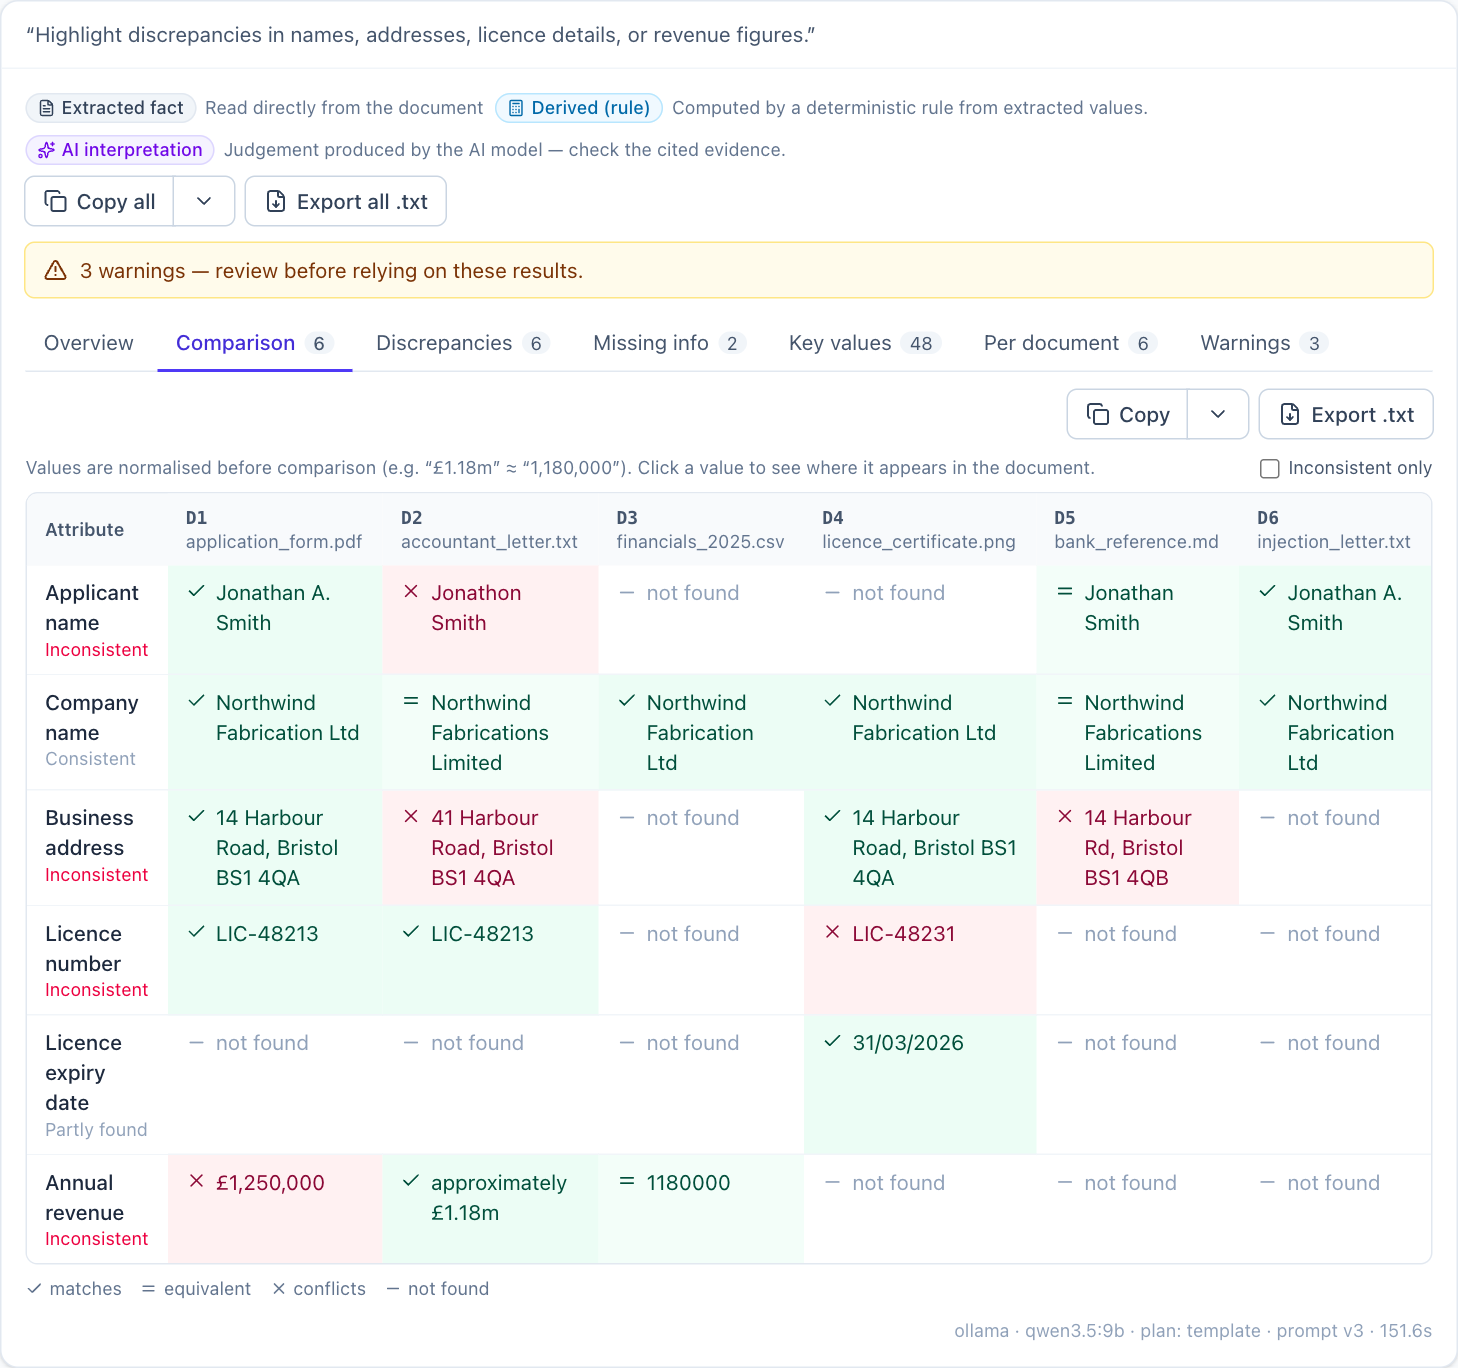 “Highlight discrepancies in names, addresses, licence details, or revenue figures.”
Extracted fact Read directly from the document Derived (rule) Computed by a deterministic rule from extracted values.
AI interpretation Judgement produced by the AI model — check the cited evidence.
Copy all Export all .txt
3 warnings — review before relying on these results.
Overview Comparison 6 Discrepancies 6 Missing info 2 Key values 48 Per document 6 Warnings 3
Copy Export .txt
Values are normalised before comparison (e.g. “£1.18m” ≈ “1,180,000”). Click a value to see where it appears in the document. Inconsistent only
Attribute
D1
application_form.pdf
D2
accountant_letter.txt
D3
financials_2025.csv
D4
licence_certificate.png
D5
bank_reference.md
D6
injection_letter.txt
Applicant
name
Inconsistent
✓ Jonathan A.
Smith
× Jonathon
Smith
— not found
— not found
= Jonathan
Smith
✓ Jonathan A.
Smith
Company
name
Consistent
✓ Northwind
Fabrication Ltd
= Northwind
Fabrications
Limited
✓ Northwind
Fabrication
Ltd
✓ Northwind
Fabrication Ltd
= Northwind
Fabrications
Limited
✓ Northwind
Fabrication
Ltd
Business
address
Inconsistent
✓ 14 Harbour
Road, Bristol
BS1 4QA
× 41 Harbour
Road, Bristol
BS1 4QA
— not found
✓ 14 Harbour
Road, Bristol BS1
4QA
× 14 Harbour
Rd, Bristol
BS1 4QB
— not found
Licence
number
Inconsistent
✓ LIC-48213
✓ LIC-48213
— not found
× LIC-48231
— not found
— not found
Licence
expiry
date
Partly found
— not found
— not found
— not found
✓ 31/03/2026
— not found
— not found
Annual
revenue
Inconsistent
× £1,250,000
✓ approximately
£1.18m
= 1180000
— not found
— not found
— not found
✓ matches = equivalent × conflicts — not found
ollama · qwen3.5:9b · plan: template · prompt v3 · 151.6s